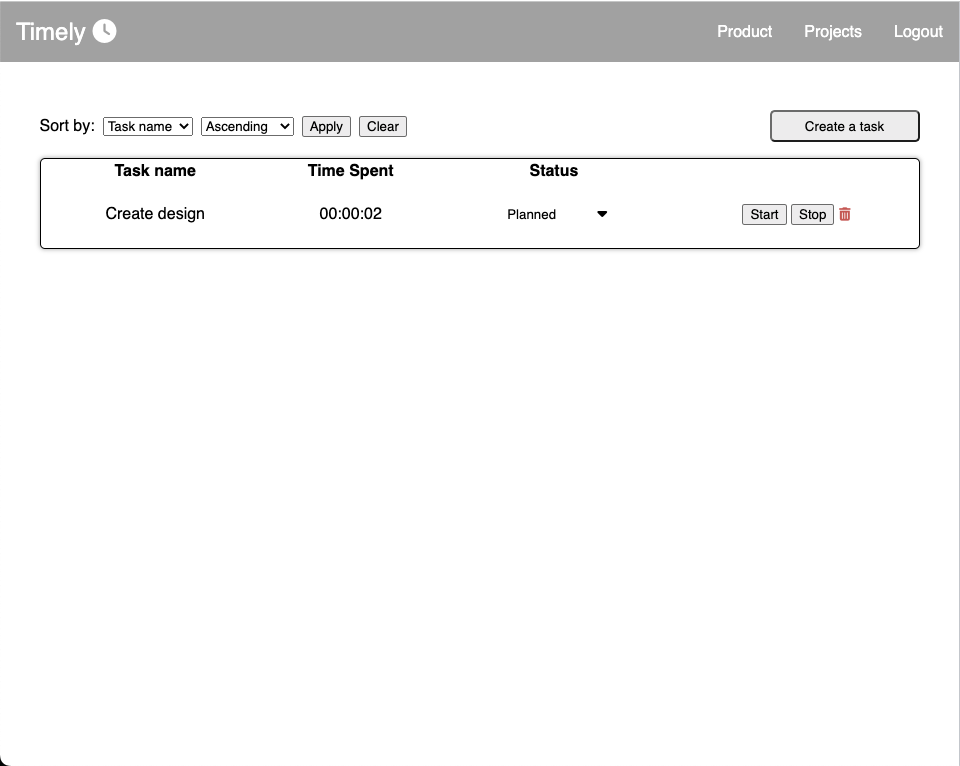 Timely
Product Projects Logout
Sort by: Task name Ascending Apply Clear Create a task
Task name Time Spent Status
Create design 00:00:02 Planned Start Stop